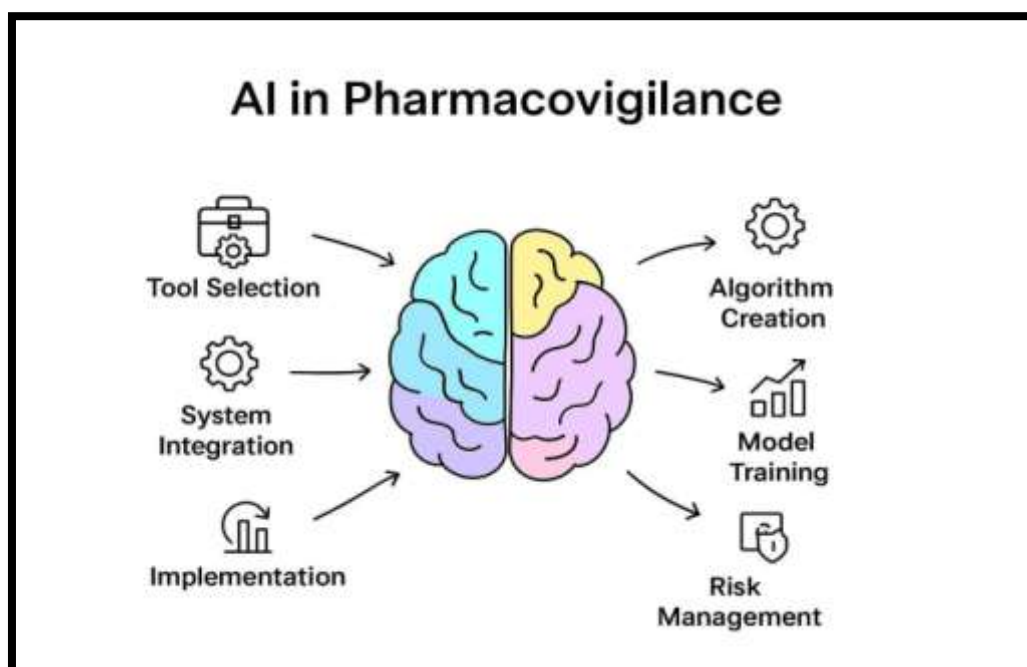 AI in Pharmacovigilance
Tool Selection
System
Integration
Implementation
Algorithm
Creation
Model
Training
Risk
Management